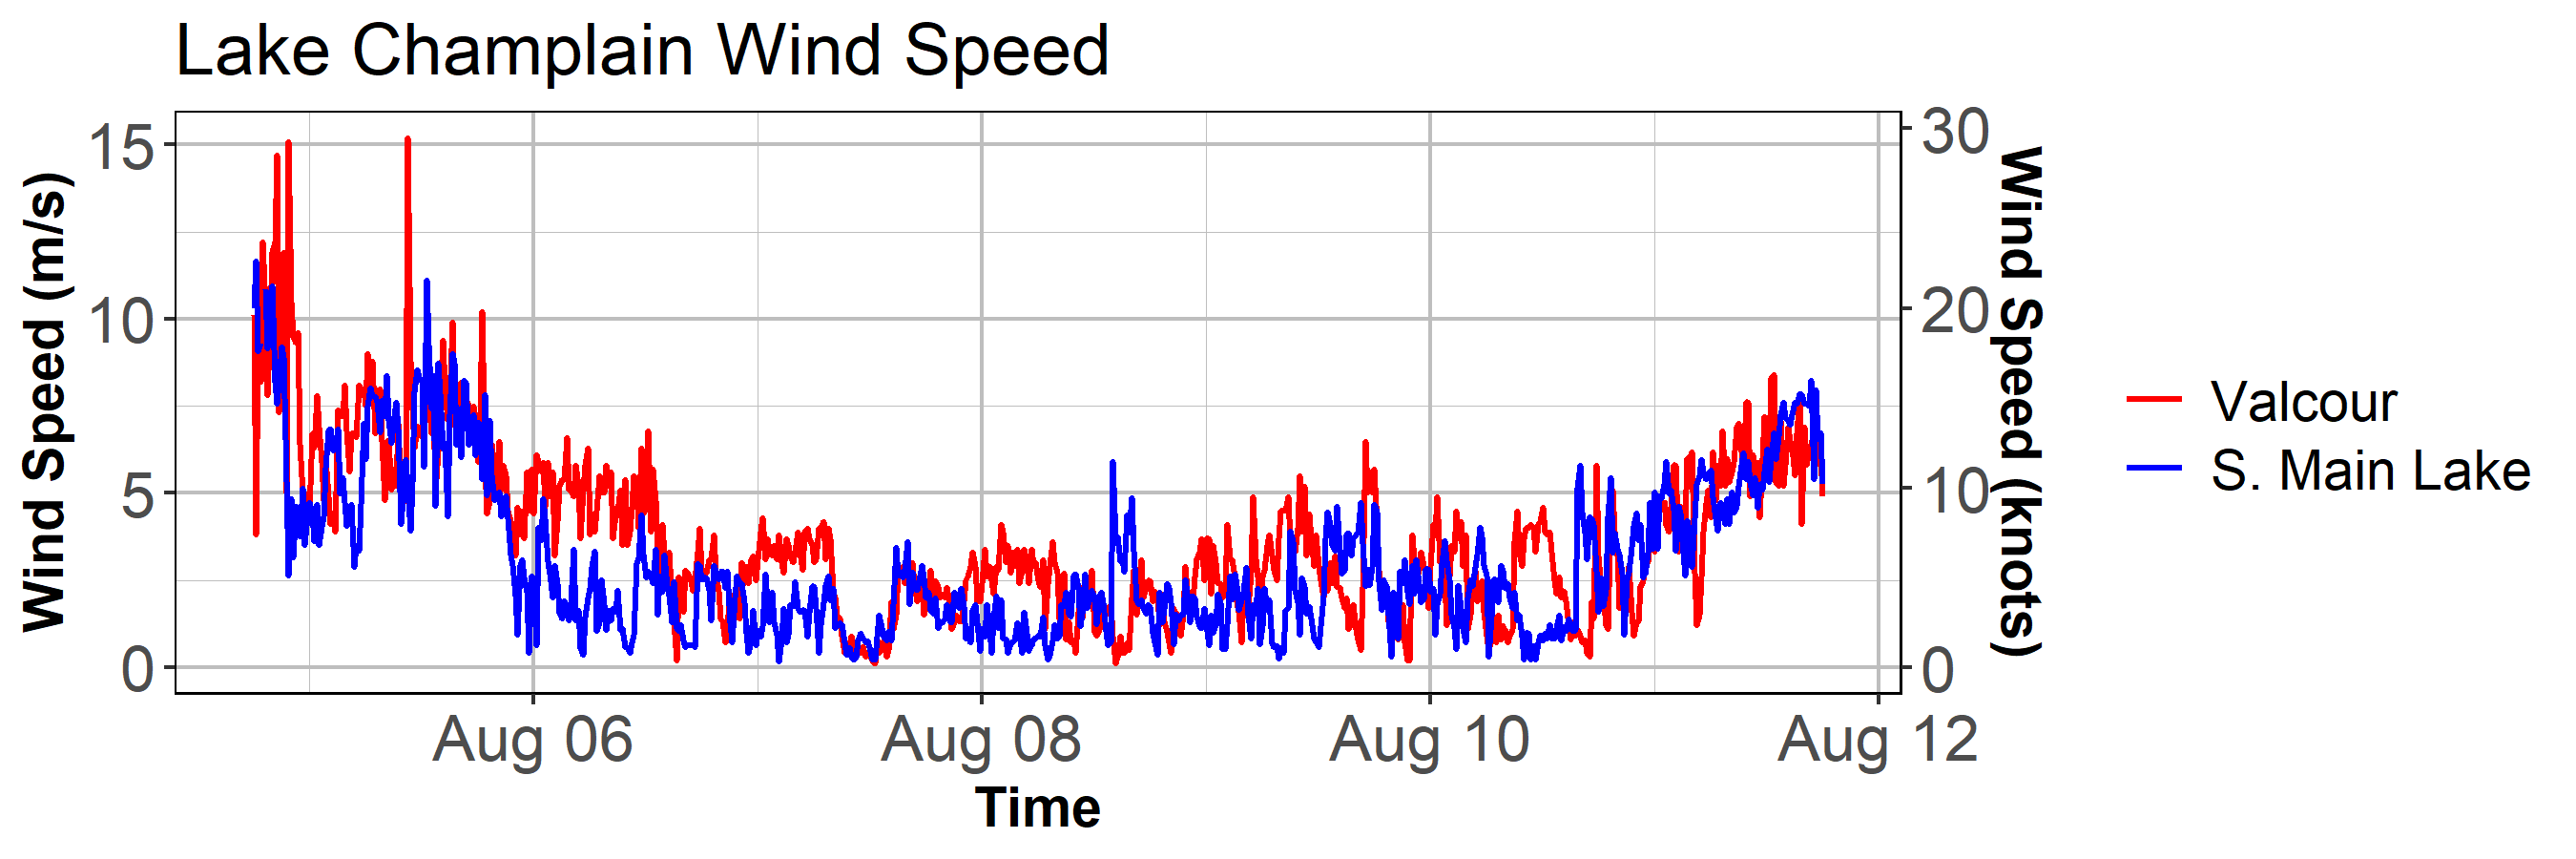 Lake Champlain Wind Speed
15
10
5
0
Wind Speed (m/s)
30
20
10
0
Wind Speed (knots)
Aug 06
Aug 08
Aug 10
Aug 12
Time
Valcour
S. Main Lake